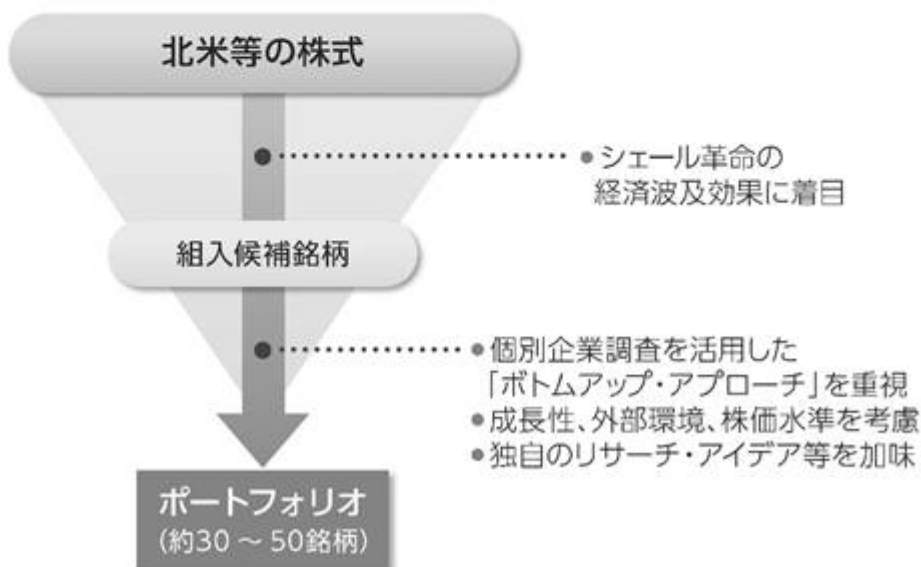 北米等の株式
●シェール革命の
経済波及効果に着目
組入候補銘柄
●個別企業調査を活用した
「ボトムアップ・アプローチ」を重視
●成長性、外部環境、株価水準を考慮
●独自のリサーチ・アイデア等を加味
ポートフォリオ
(約30～50銘柄)